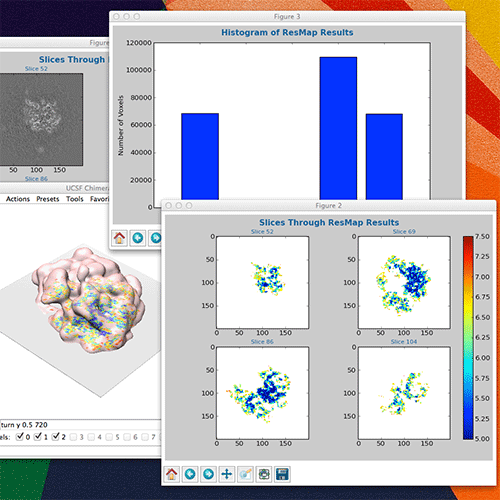 Figure 3
Histogram of ResMap Results
Number of Voxels
120000
100000
80000
60000
40000
20000
0
Figure
Slices Through
Slice 52
0 50 100 150
Slice 86
UCSF Chimera
Actions Presets Tools Favori
turn y 0.5 720
els: 0 1 2 3 4 5 6 7
Figure 2
Slices Through ResMap Results
Slice 52
0
50
100
150
0 50 100 150
Slice 69
0
50
100
150
0 50 100 150
Slice 86
0
50
100
150
0 50 100 150
Slice 104
0
50
100
150
0 50 100 150
7.50
7.25
7.00
6.75
6.50
6.25
6.00
5.75
5.50
5.25
5.00